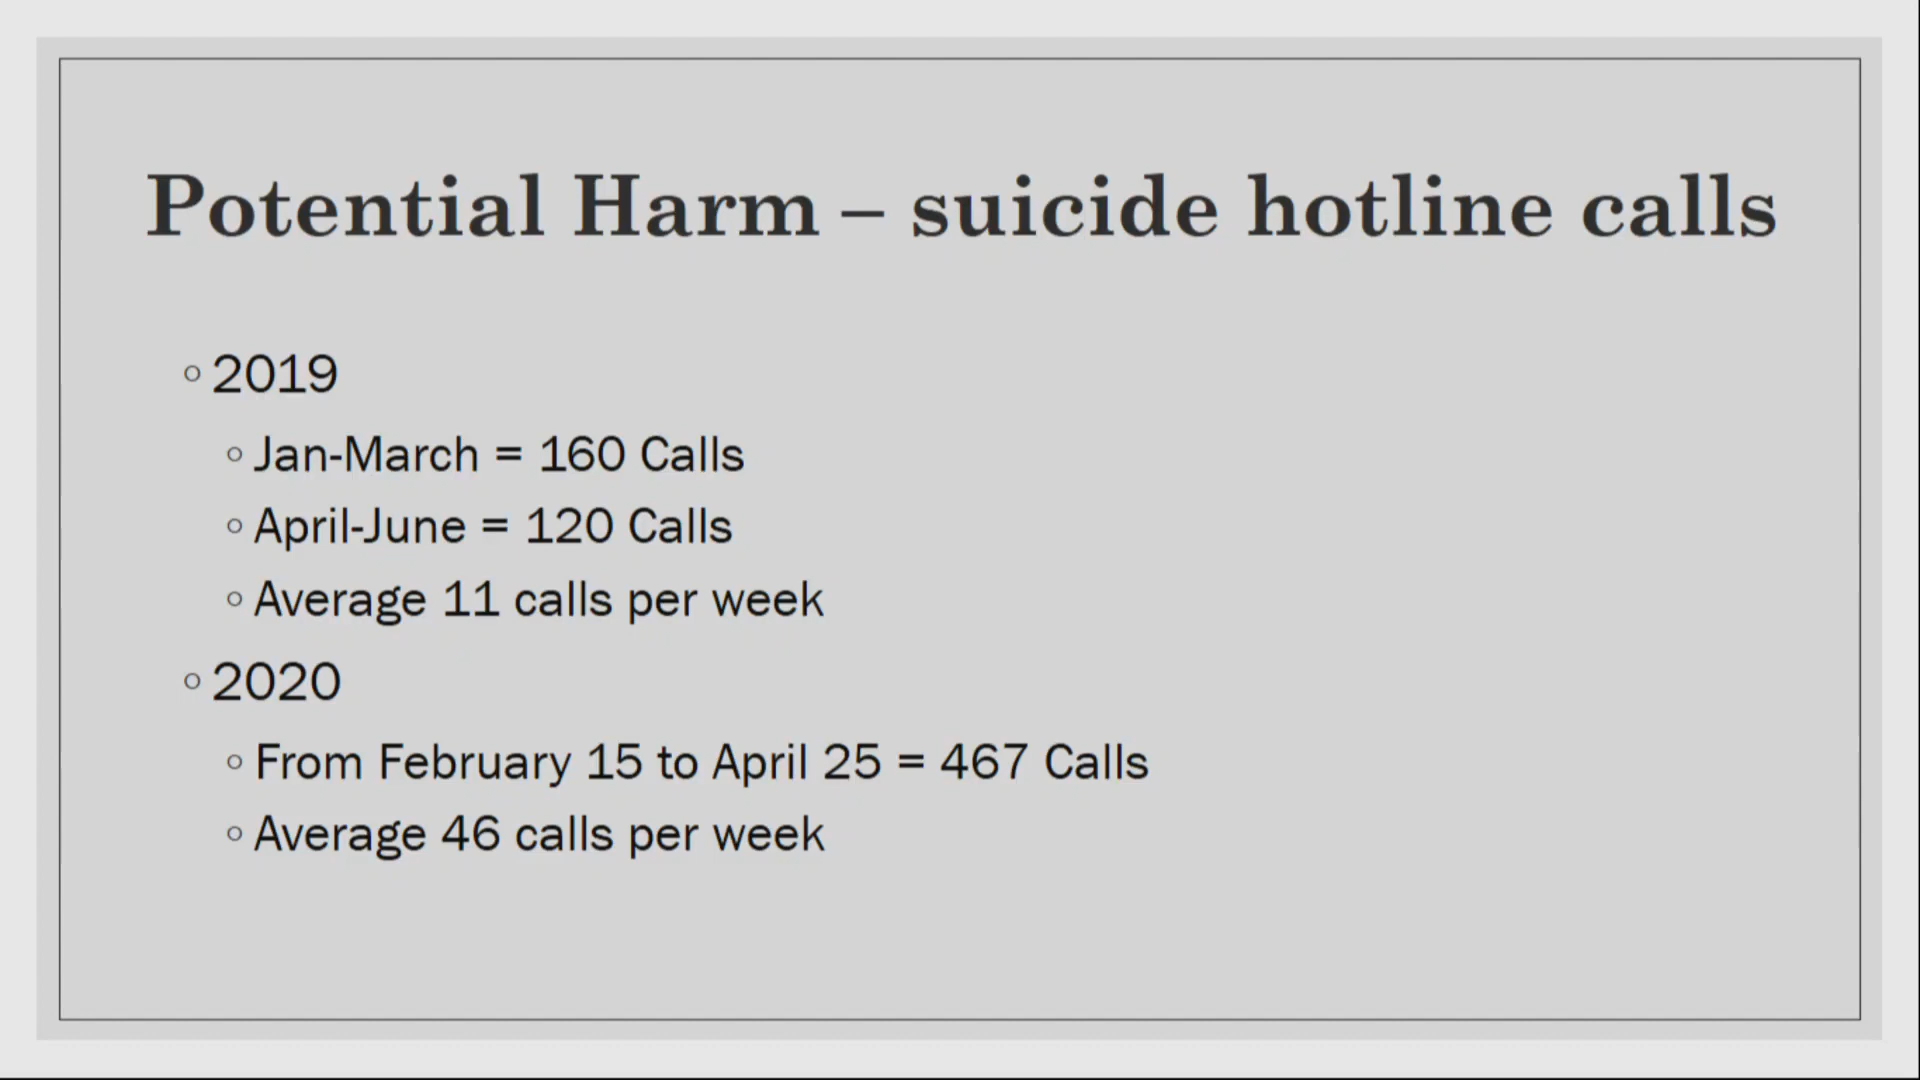 Potential Harm – suicide hotline calls
◦ 2019
◦ Jan-March = 160 Calls
◦ April-June = 120 Calls
◦ Average 11 calls per week
◦ 2020
◦ From February 15 to April 25 = 467 Calls
◦ Average 46 calls per week